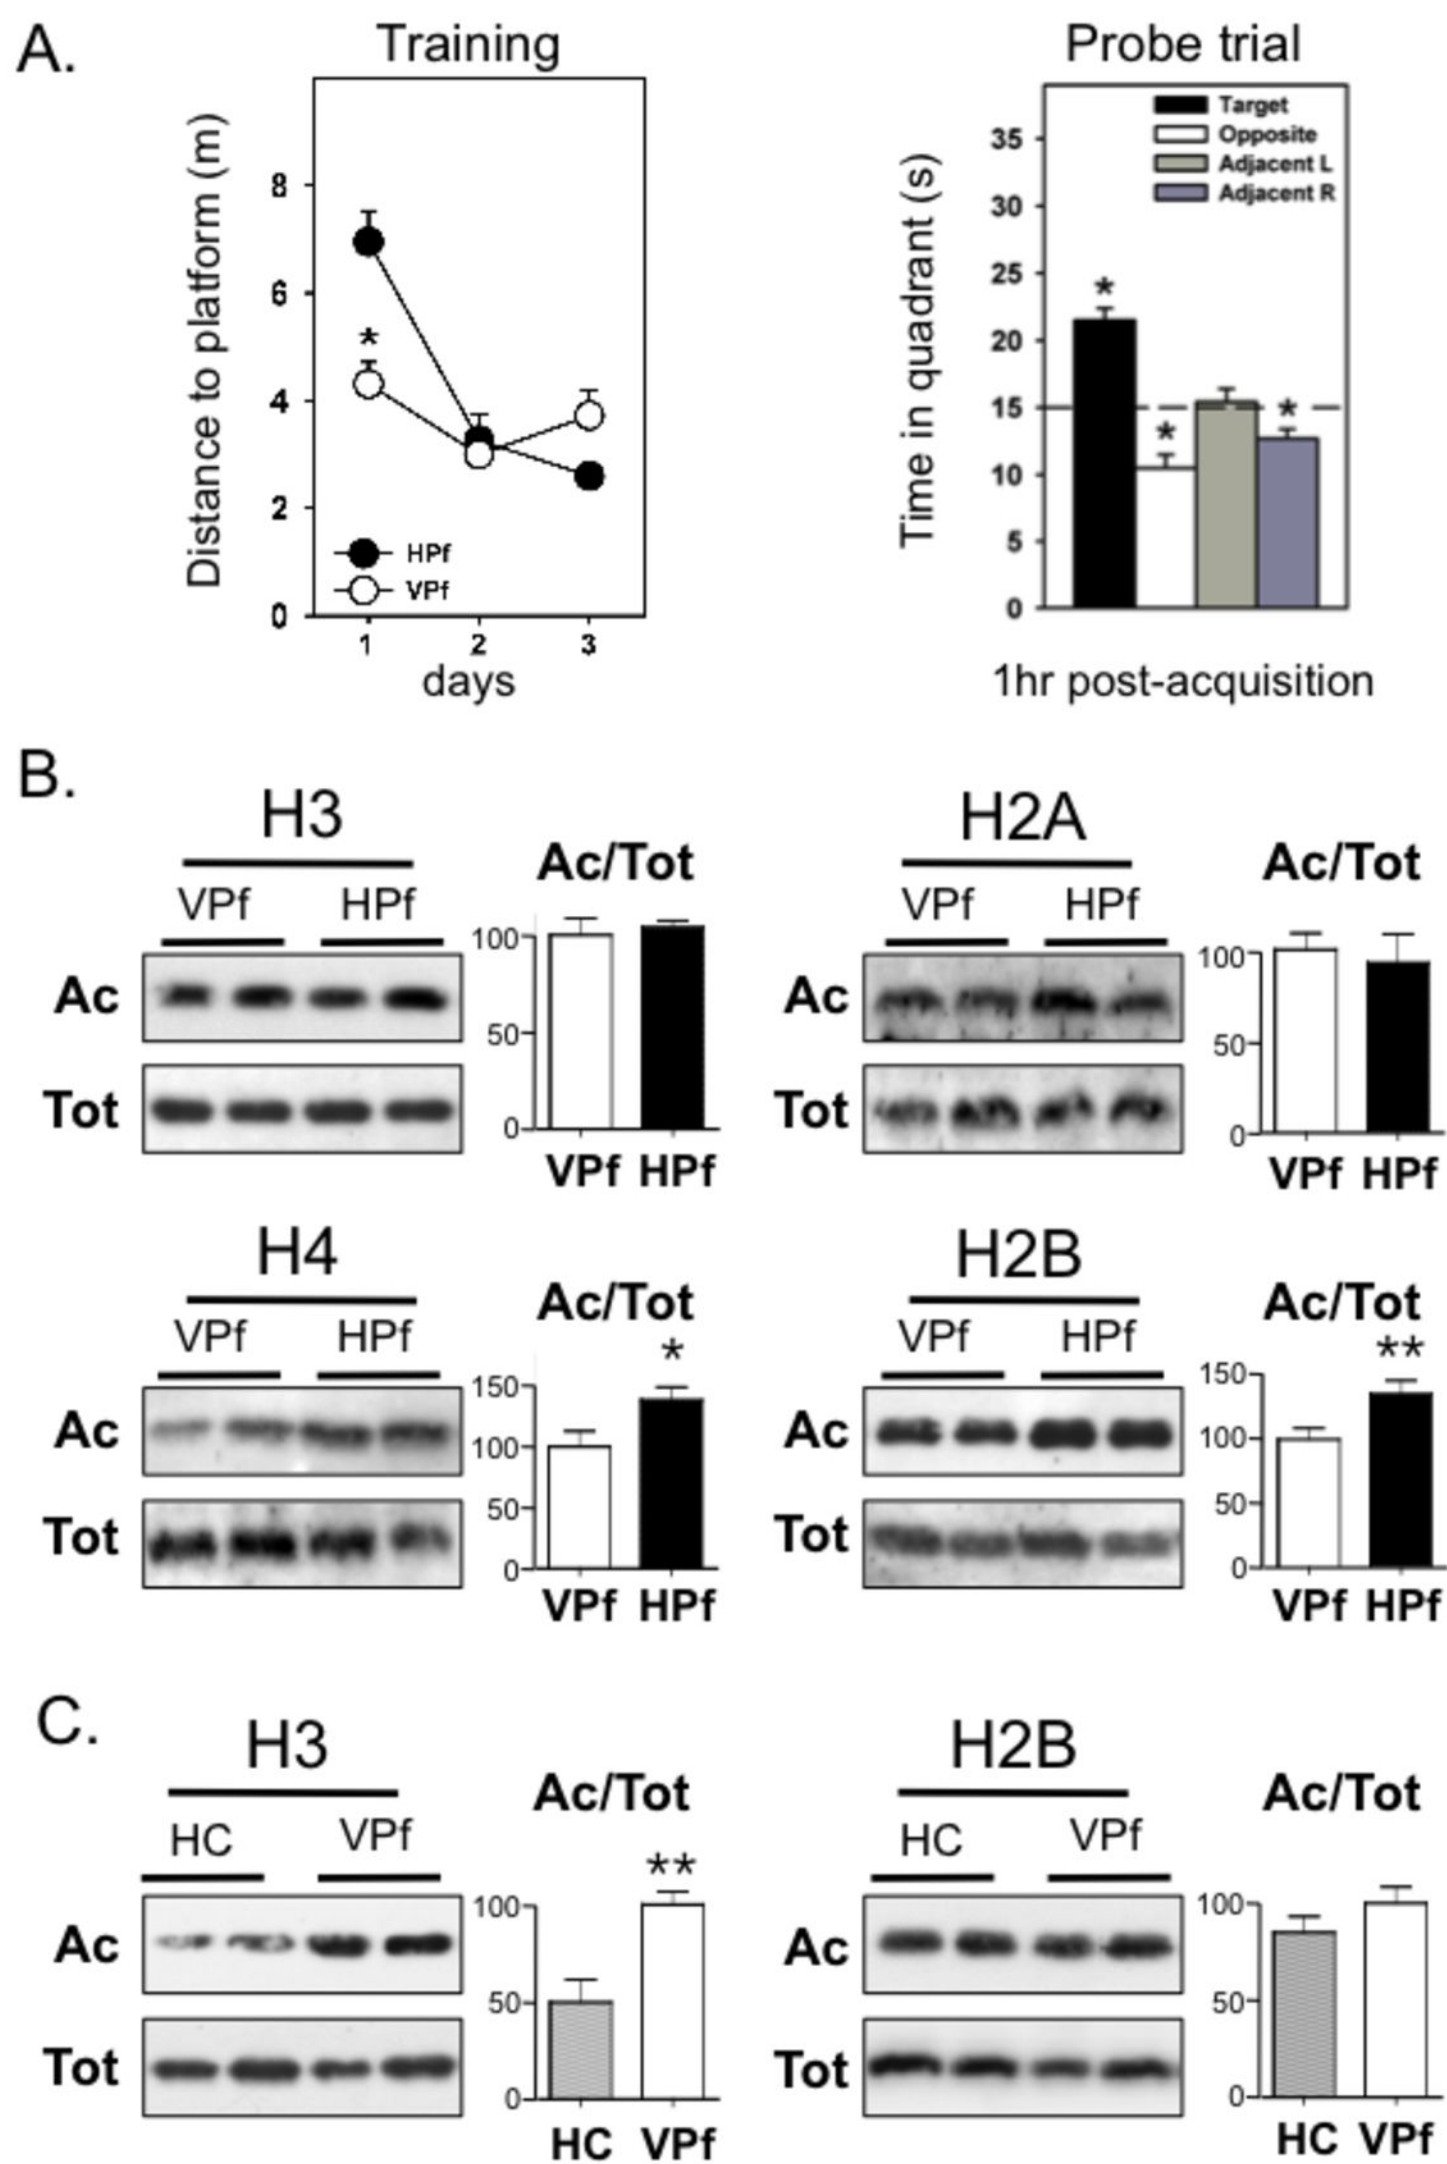 A.
Training
Distance to platform (m)
8
6
4
2
0
*
HPf
VPf
1 2 3
days
Probe trial
Time in quadrant (s)
35
30
25
20
15
10
5
0
Target
Opposite
Adjacent L
Adjacent R
*
*
*
1hr post-acquisition
B.
H3
VPf HPf
Ac
Tot
Ac/Tot
100
50
0
VPf HPf
H2A
VPf HPf
Ac
Tot
Ac/Tot
100
50
0
VPf HPf
H4
VPf HPf
Ac
Tot
Ac/Tot
*
150
100
50
0
VPf HPf
H2B
VPf HPf
Ac
Tot
Ac/Tot
**
150
100
50
0
VPf HPf
C.
H3
HC VPf
Ac
Tot
Ac/Tot
**
100
50
0
HC VPf
H2B
HC VPf
Ac
Tot
Ac/Tot
100
50
0
HC VPf